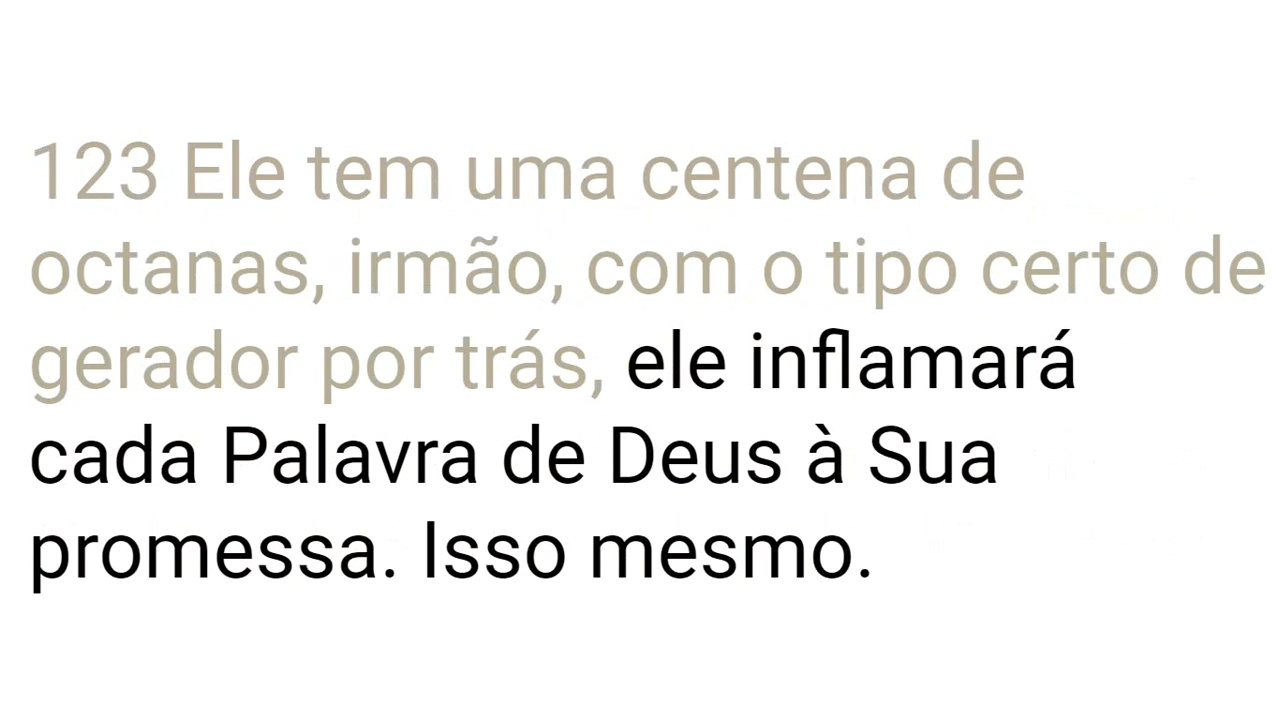 123 Ele tem uma centena de
octanas, irmão, com o tipo certo de
gerador por trás, ele inflamará
cada Palavra de Deus à Sua
promessa. Isso mesmo.